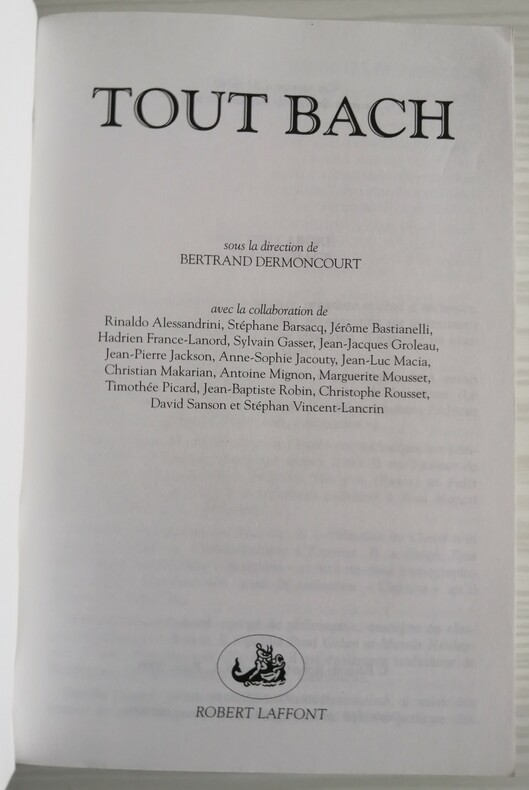 TOUT BACH
sous la direction de
BERTRAND DERMONCOURT
avec la collaboration de
Rinaldo Alessandrini, Stéphane Barsacq, Jérôme Bastianelli,
Hadrien France-Lanord, Sylvain Gasser, Jean-Jacques Groleau,
Jean-Pierre Jackson, Anne-Sophie Jacouty, Jean-Luc Macia,
Christian Makarian, Antoine Mignon, Marguerite Mousset,
Timothée Picard, Jean-Baptiste Robin, Christophe Rousset,
David Sanson et Stéphan Vincent-Lancrin
ROBERT LAFFONT